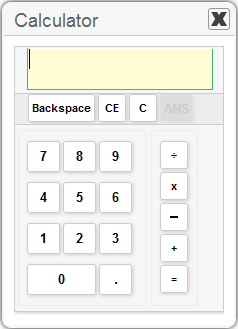 Calculator X
Backspace CE C ANS
7 8 9 ÷
4 5 6 x
1 2 3 −
0 . +
=